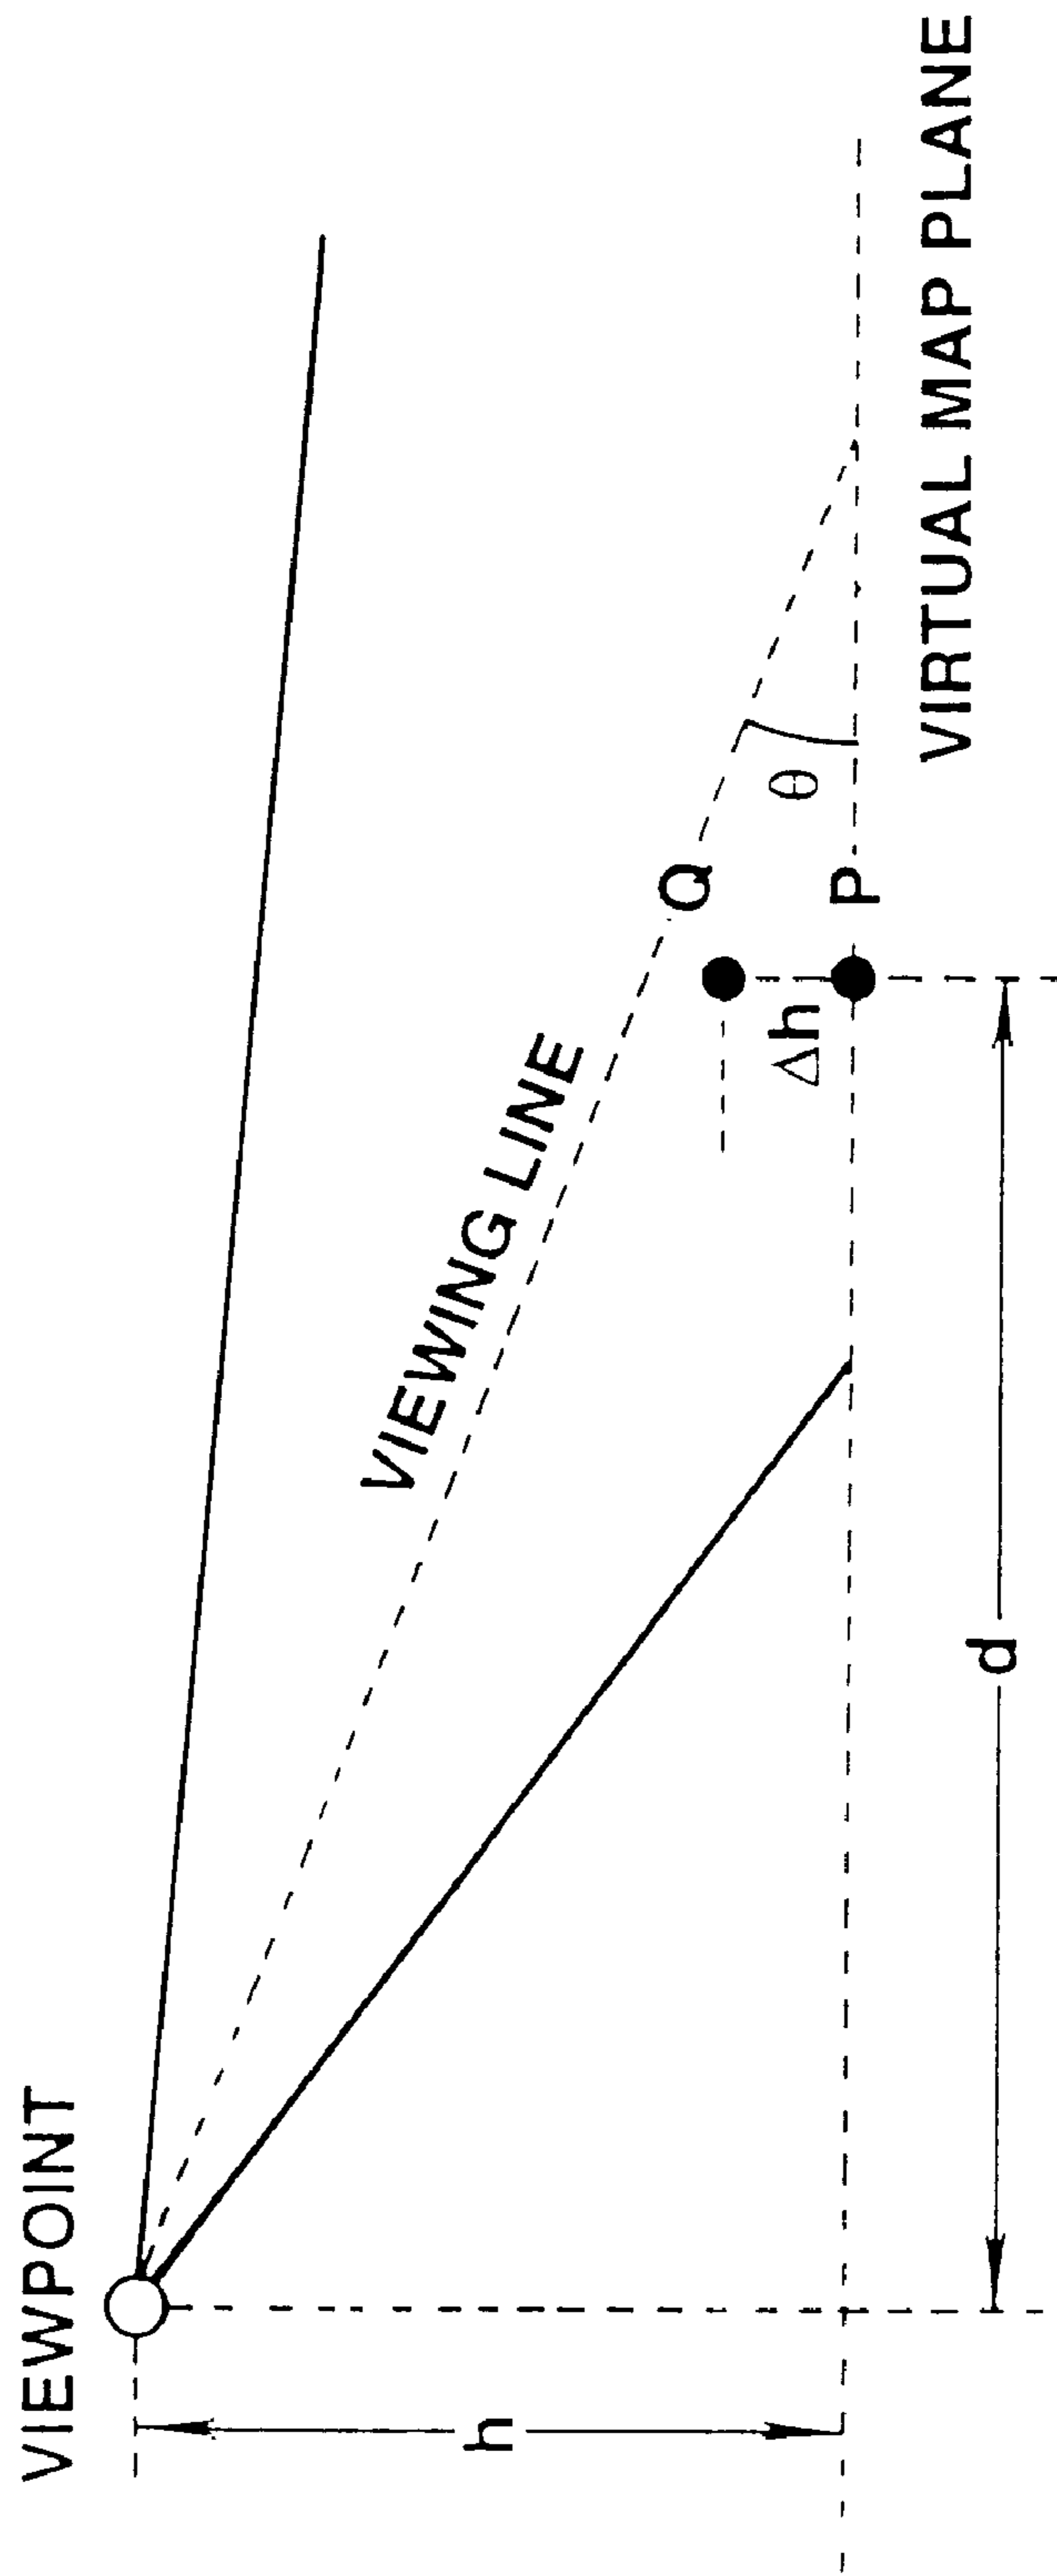 VIEWPOINT
h
VIEWING LINE
Q
θ
Δh
P
d
VIRTUAL MAP PLANE